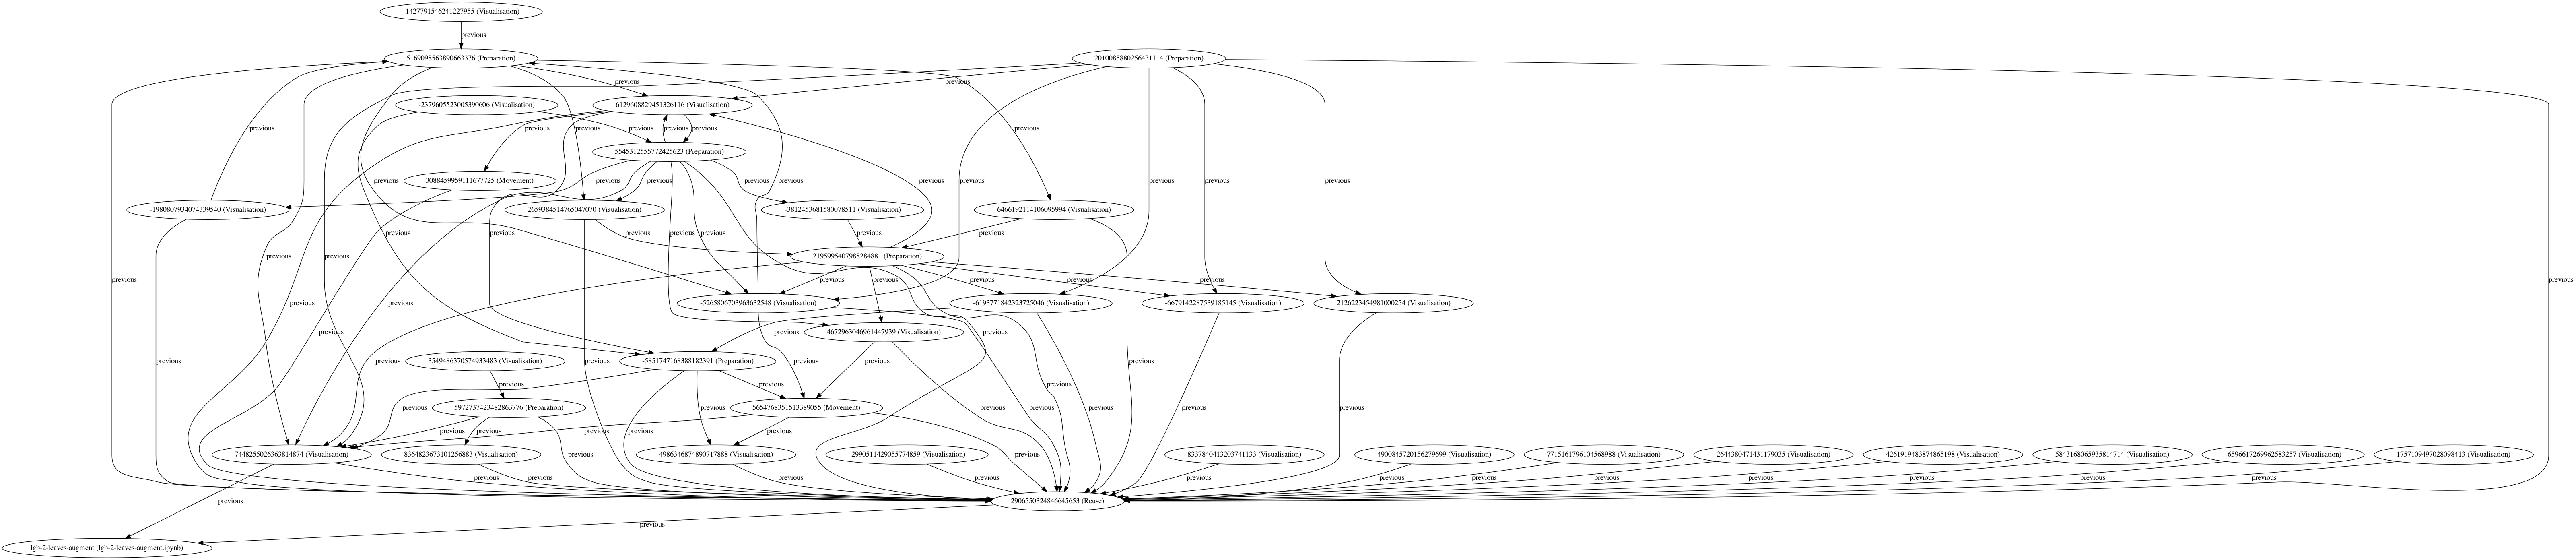 -1427791546241227955 (Visualisation)
previous
5169098563890663376 (Preparation)
2010085880256431114 (Preparation)
previous
previous
-2379605523005390606 (Visualisation)
6129608829451326116 (Visualisation)
previous
previous
previous
previous
previous
previous
previous
5545312555772425623 (Preparation)
3088459959111677725 (Movement)
previous
previous
previous
previous
previous
previous
previous
previous
-1980807934074339540 (Visualisation)
2659384514765047070 (Visualisation)
-3812453681580078511 (Visualisation)
6466192114106095994 (Visualisation)
previous
previous
previous
previous
previous
previous
previous
2195995407988284881 (Preparation)
previous
previous
previous
previous
previous
previous
previous
-5265806703963632548 (Visualisation)
-6193771842323725046 (Visualisation)
-6679142287539185145 (Visualisation)
2126223454981000254 (Visualisation)
previous
previous
previous
previous
4672963046961447939 (Visualisation)
3549486370574933483 (Visualisation)
-5851747168388182391 (Preparation)
previous
previous
previous
previous
previous
previous
previous
previous
previous
previous
previous
previous
5972737423482863776 (Preparation)
5654768351513389055 (Movement)
previous
previous
previous
previous
previous
previous
previous
previous
previous
previous
7448255026363814874 (Visualisation)
8364823673101256883 (Visualisation)
4986346874890717888 (Visualisation)
-2990511429055774859 (Visualisation)
8337840413203741133 (Visualisation)
4900845720156279699 (Visualisation)
7715161796104568988 (Visualisation)
2644380471431179035 (Visualisation)
4261919483874865198 (Visualisation)
5843168065935814714 (Visualisation)
-6596617269962583257 (Visualisation)
1757109497028098413 (Visualisation)
previous
previous
previous
previous
previous
previous
previous
previous
previous
previous
previous
previous
2906550324846645653 (Reuse)
previous
previous
lgb-2-leaves-augment (lgb-2-leaves-augment.ipynb)